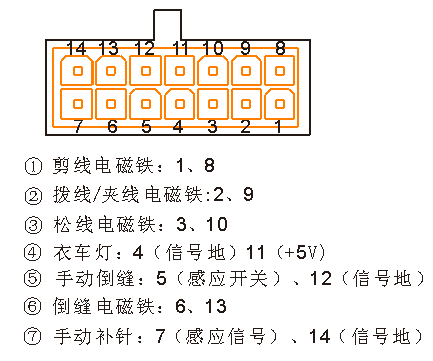 14 13 12 11 10 9 8
7 6 5 4 3 2 1
① 剪线电磁铁：1、8
② 拨线/夹线电磁铁:2、9
③ 松线电磁铁：3、10
④ 衣车灯：4（信号地）11（+5V)
⑤ 手动倒缝：5（感应开关）、12（信号地）
⑥ 倒缝电磁铁：6、13
⑦ 手动补针：7（感应信号）、14（信号地）